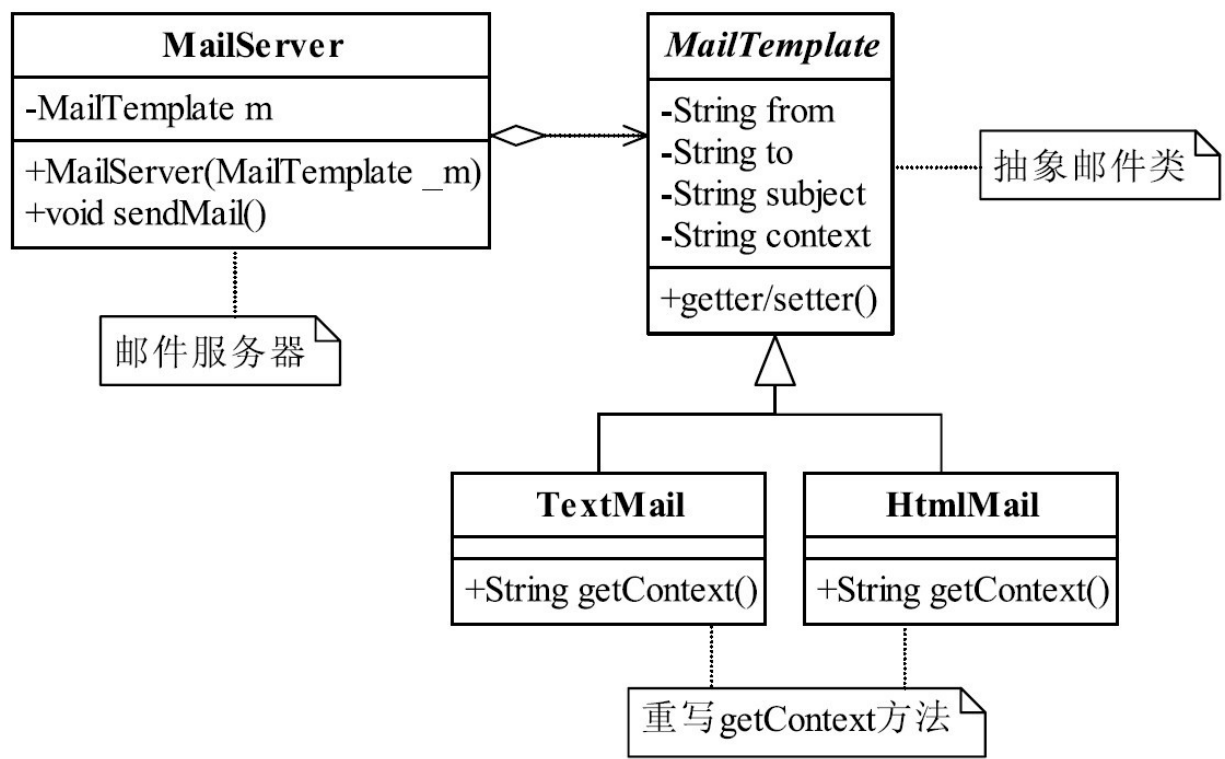 MailServer
-MailTemplate m
+MailServer(MailTemplate _m)
+void sendMail()
邮件服务器
MailTemplate
-String from
-String to
-String subject
-String context
+getter/setter()
抽象邮件类
TextMail
+String getContext()
HtmlMail
+String getContext()
重写getContext方法